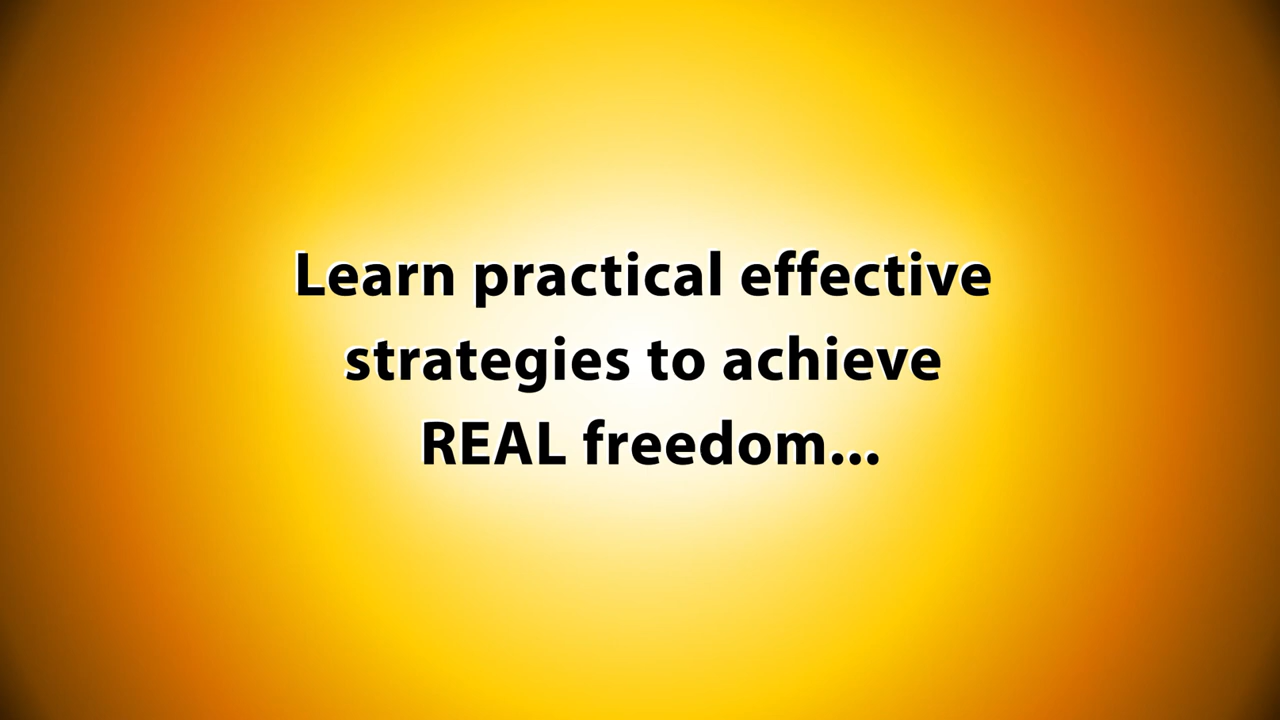 Learn practical effective
strategies to achieve
REAL freedom...